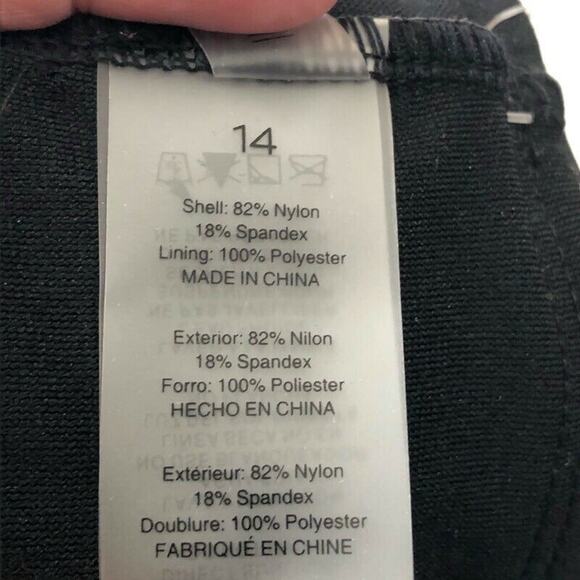 14
Shell: 82% Nylon
18% Spandex
Lining: 100% Polyester
MADE IN CHINA
Exterior: 82% Nilon
18% Spandex
Forro: 100% Poliester
HECHO EN CHINA
Extérieur: 82% Nylon
18% Spandex
Doublure: 100% Polyester
FABRIQUÉ EN CHINE